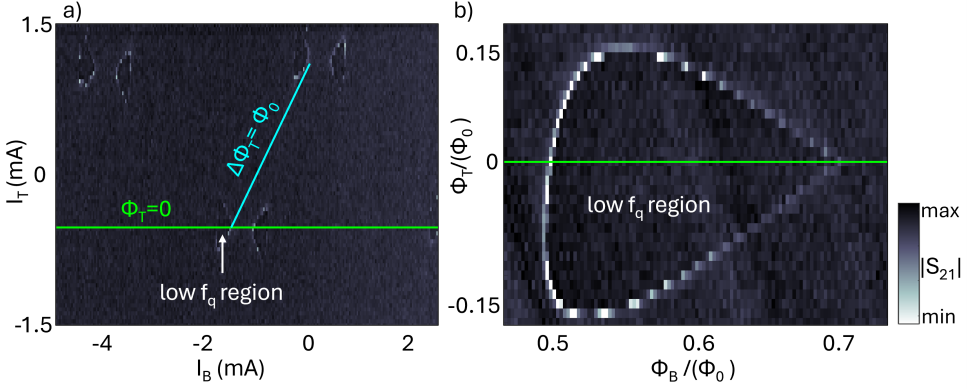 a)
1.5
0
-1.5
I_T (mA)
ΔΦ_T = Φ_0
Φ_T=0
low f_q region
-4
-2
0
2
I_B (mA)
b)
0.15
0
-0.15
Φ_T/(Φ_0)
low f_q region
0.5
0.6
0.7
Φ_B /(Φ_0)
max
|S_21|
min